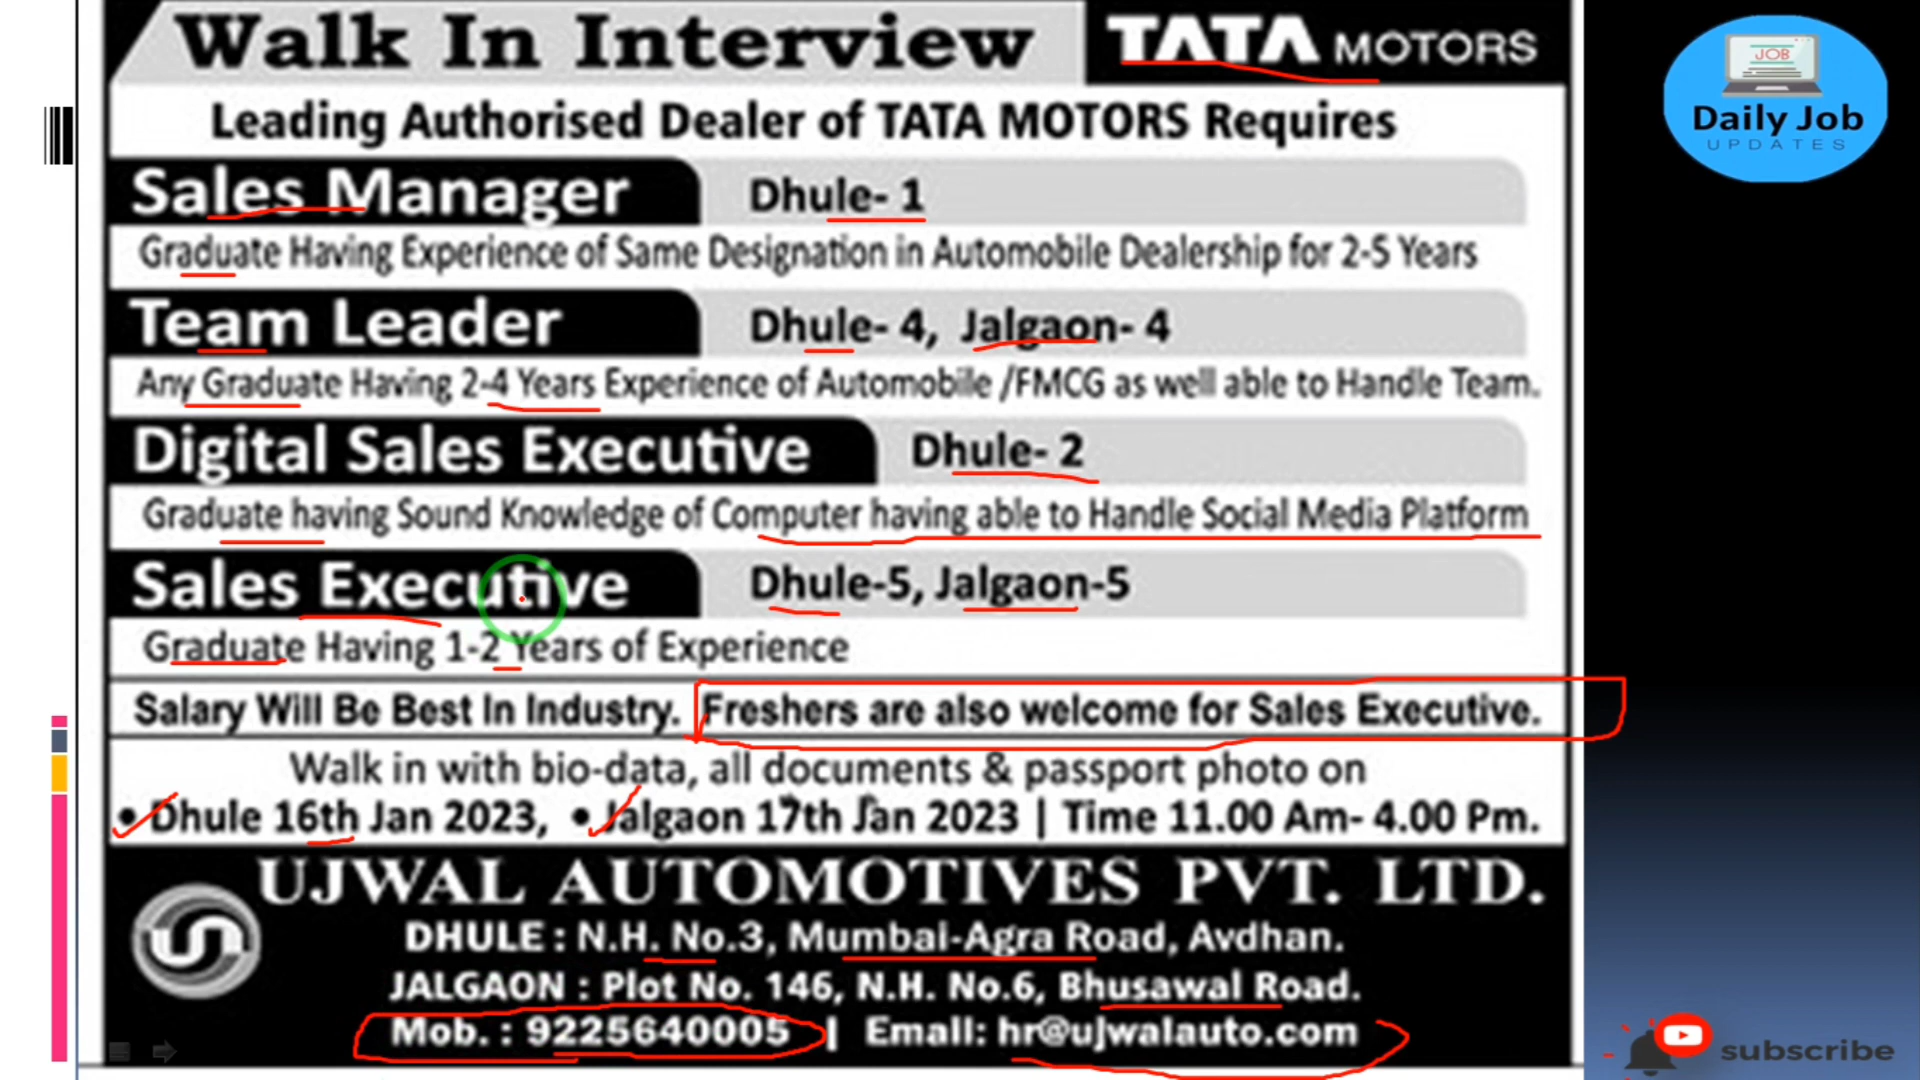 Walk In Interview
TATA MOTORS
JOB
Daily Job
UPDATES
Leading Authorised Dealer of TATA MOTORS Requires
Sales Manager Dhule- 1
Graduate Having Experience of Same Designation in Automobile Dealership for 2-5 Years
Team Leader Dhule- 4, Jalgaon- 4
Any Graduate Having 2-4 Years Experience of Automobile /FMCG as well able to Handle Team.
Digital Sales Executive Dhule- 2
Graduate having Sound Knowledge of Computer having able to Handle Social Media Platform
Sales Executive Dhule-5, Jalgaon-5
Graduate Having 1-2 Years of Experience
Salary Will Be Best In Industry. Freshers are also welcome for Sales Executive.
Walk in with bio-data, all documents & passport photo on
• Dhule 16th Jan 2023, • Jalgaon 17th Jan 2023 | Time 11.00 Am- 4.00 Pm.
UJWAL AUTOMOTIVES PVT. LTD.
DHULE : N.H. No.3, Mumbai-Agra Road, Avdhan.
JALGAON : Plot No. 146, N.H. No.6, Bhusawal Road.
Mob. : 9225640005 | Email: hr@ujwalauto.com
subscribe